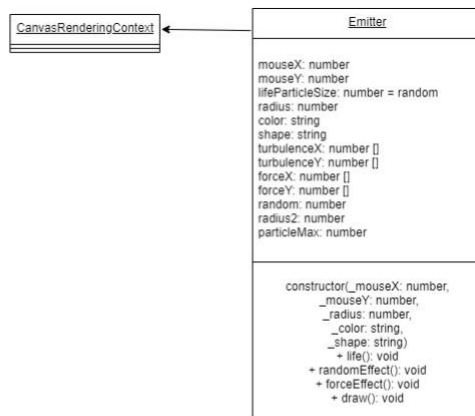 CanvasRenderingContext
Emitter
mouseX: number
mouseY: number
lifeParticleSize: number = random
radius: number
color: string
shape: string
turbulenceX: number []
turbulenceY: number []
forceX: number []
forceY: number []
random: number
radius2: number
particleMax: number
constructor(_mouseX: number,
_mouseY: number,
_radius: number,
_color: string,
_shape: string)
+ life(): void
+ randomEffect(): void
+ forceEffect(): void
+ draw(): void